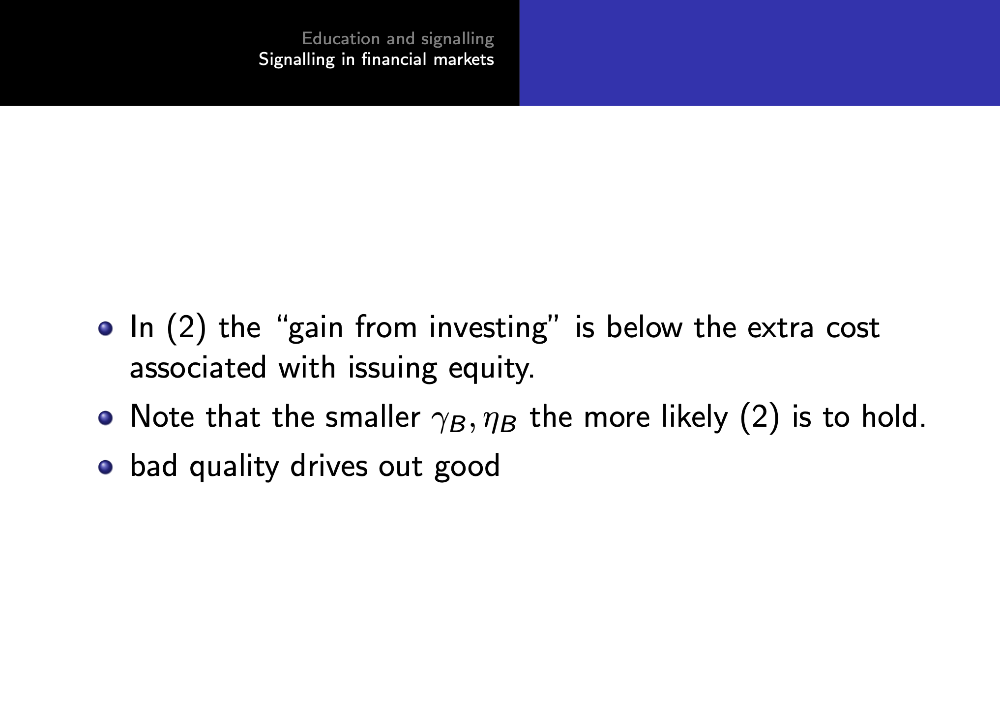 Education and signalling
Signalling in financial markets
In (2) the “gain from investing” is below the extra cost
associated with issuing equity.
Note that the smaller γ_B, η_B the more likely (2) is to hold.
bad quality drives out good